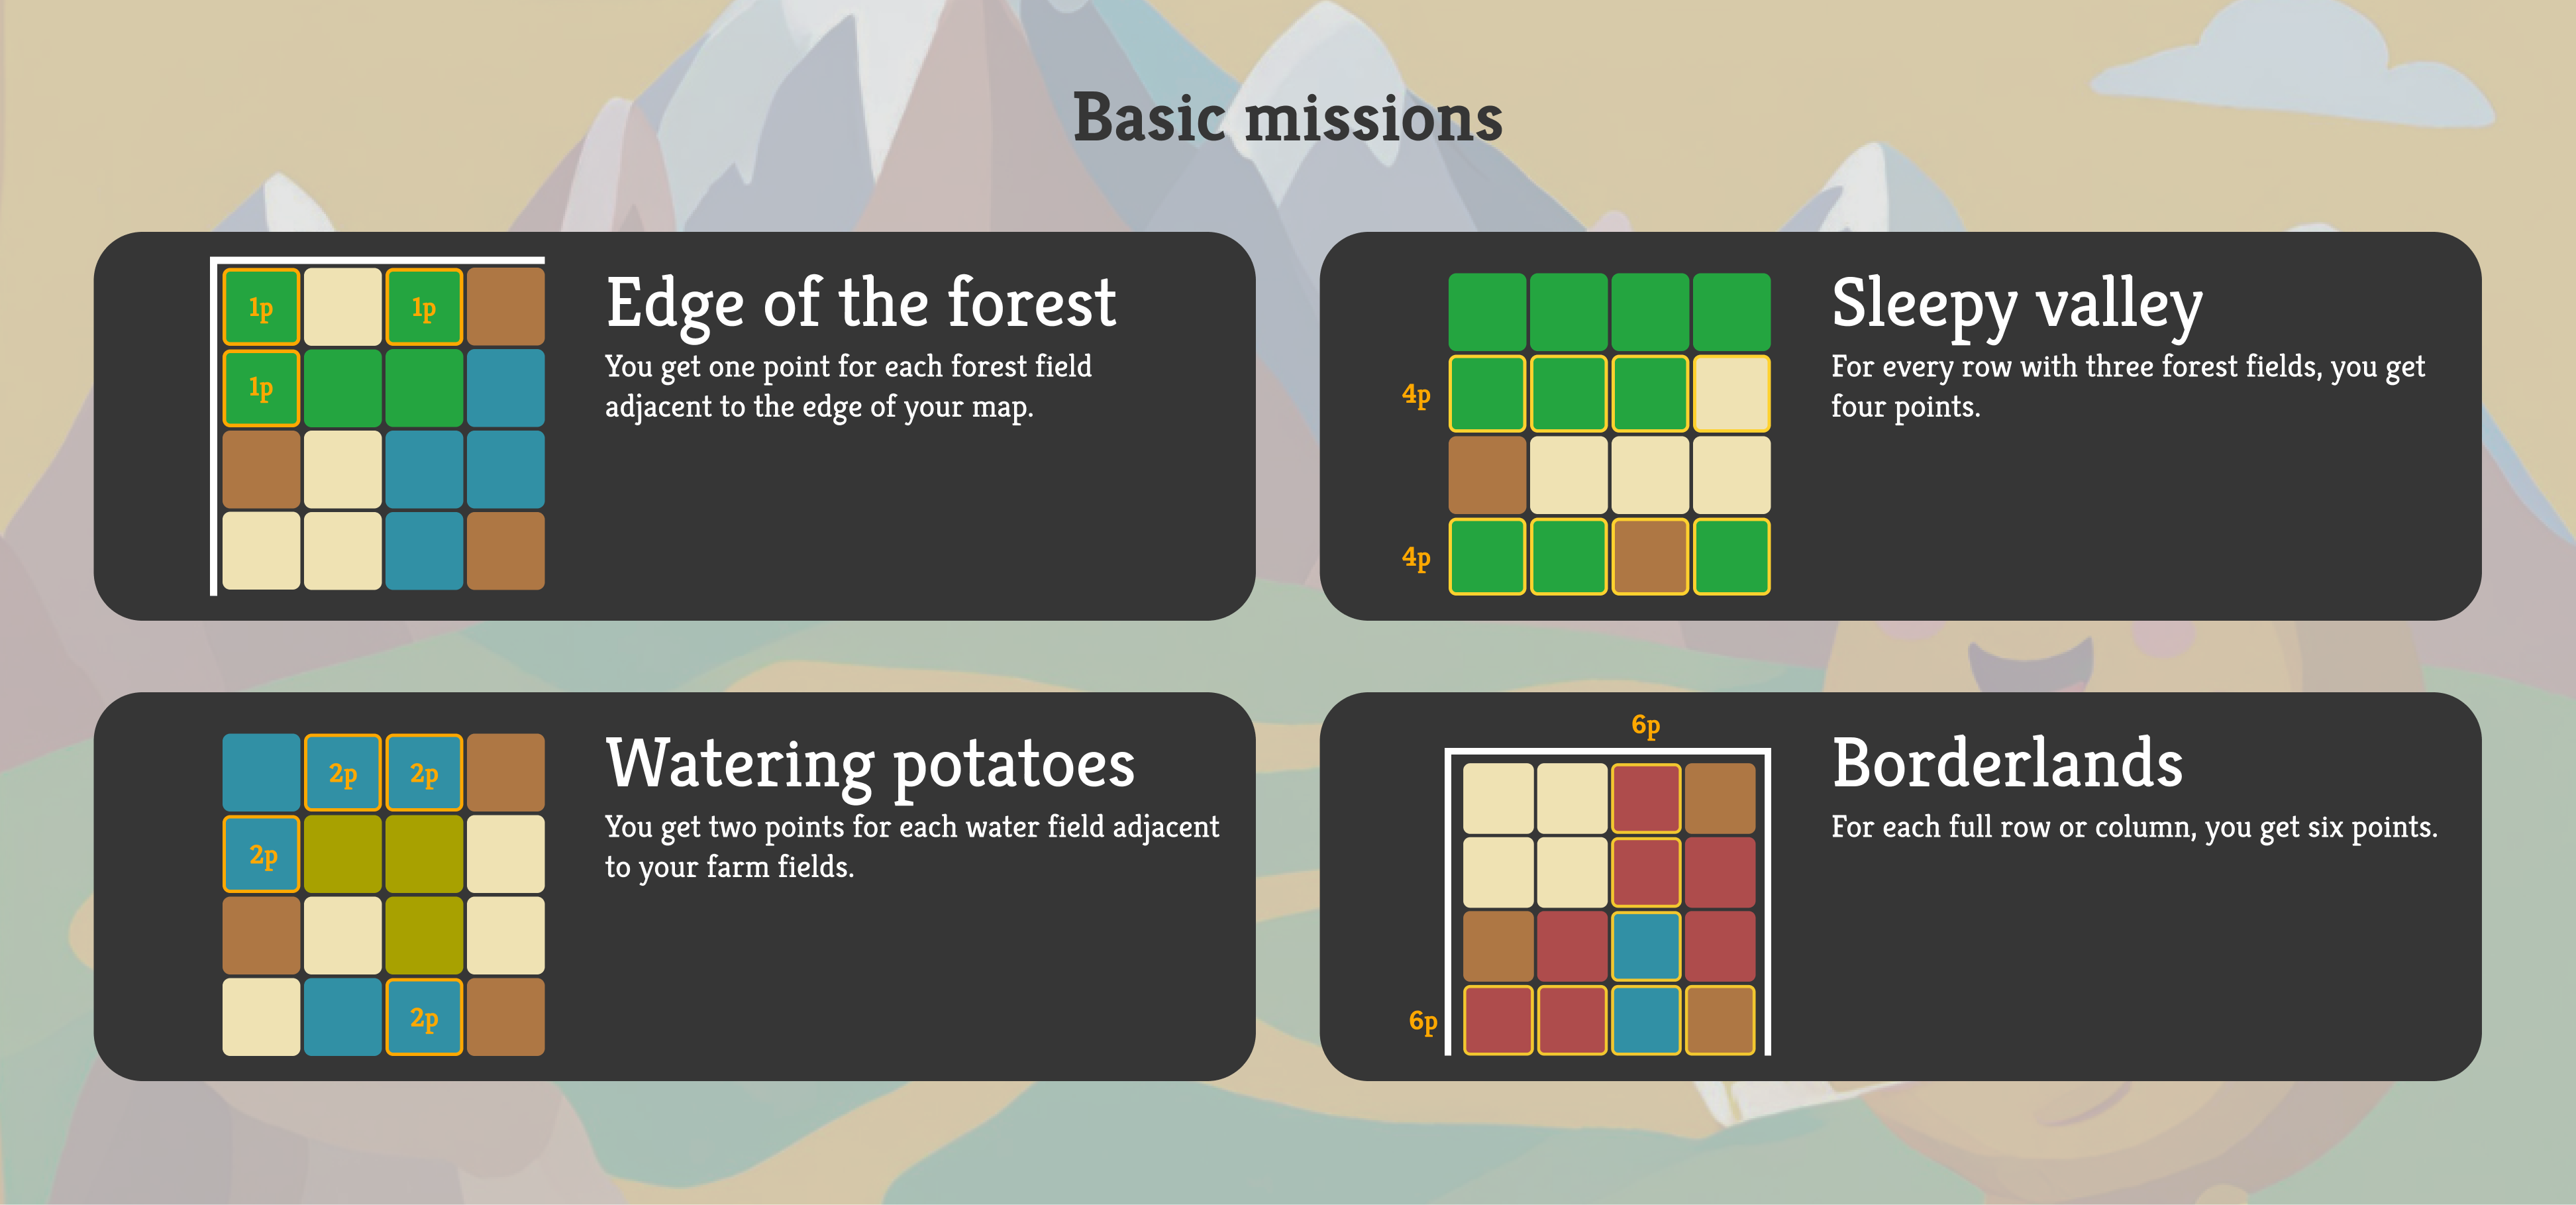 Basic missions
1p
1p
1p
Edge of the forest
You get one point for each forest field
adjacent to the edge of your map.
4p
4p
Sleepy valley
For every row with three forest fields, you get
four points.
2p
2p
2p
2p
Watering potatoes
You get two points for each water field adjacent
to your farm fields.
6p
6p
Borderlands
For each full row or column, you get six points.